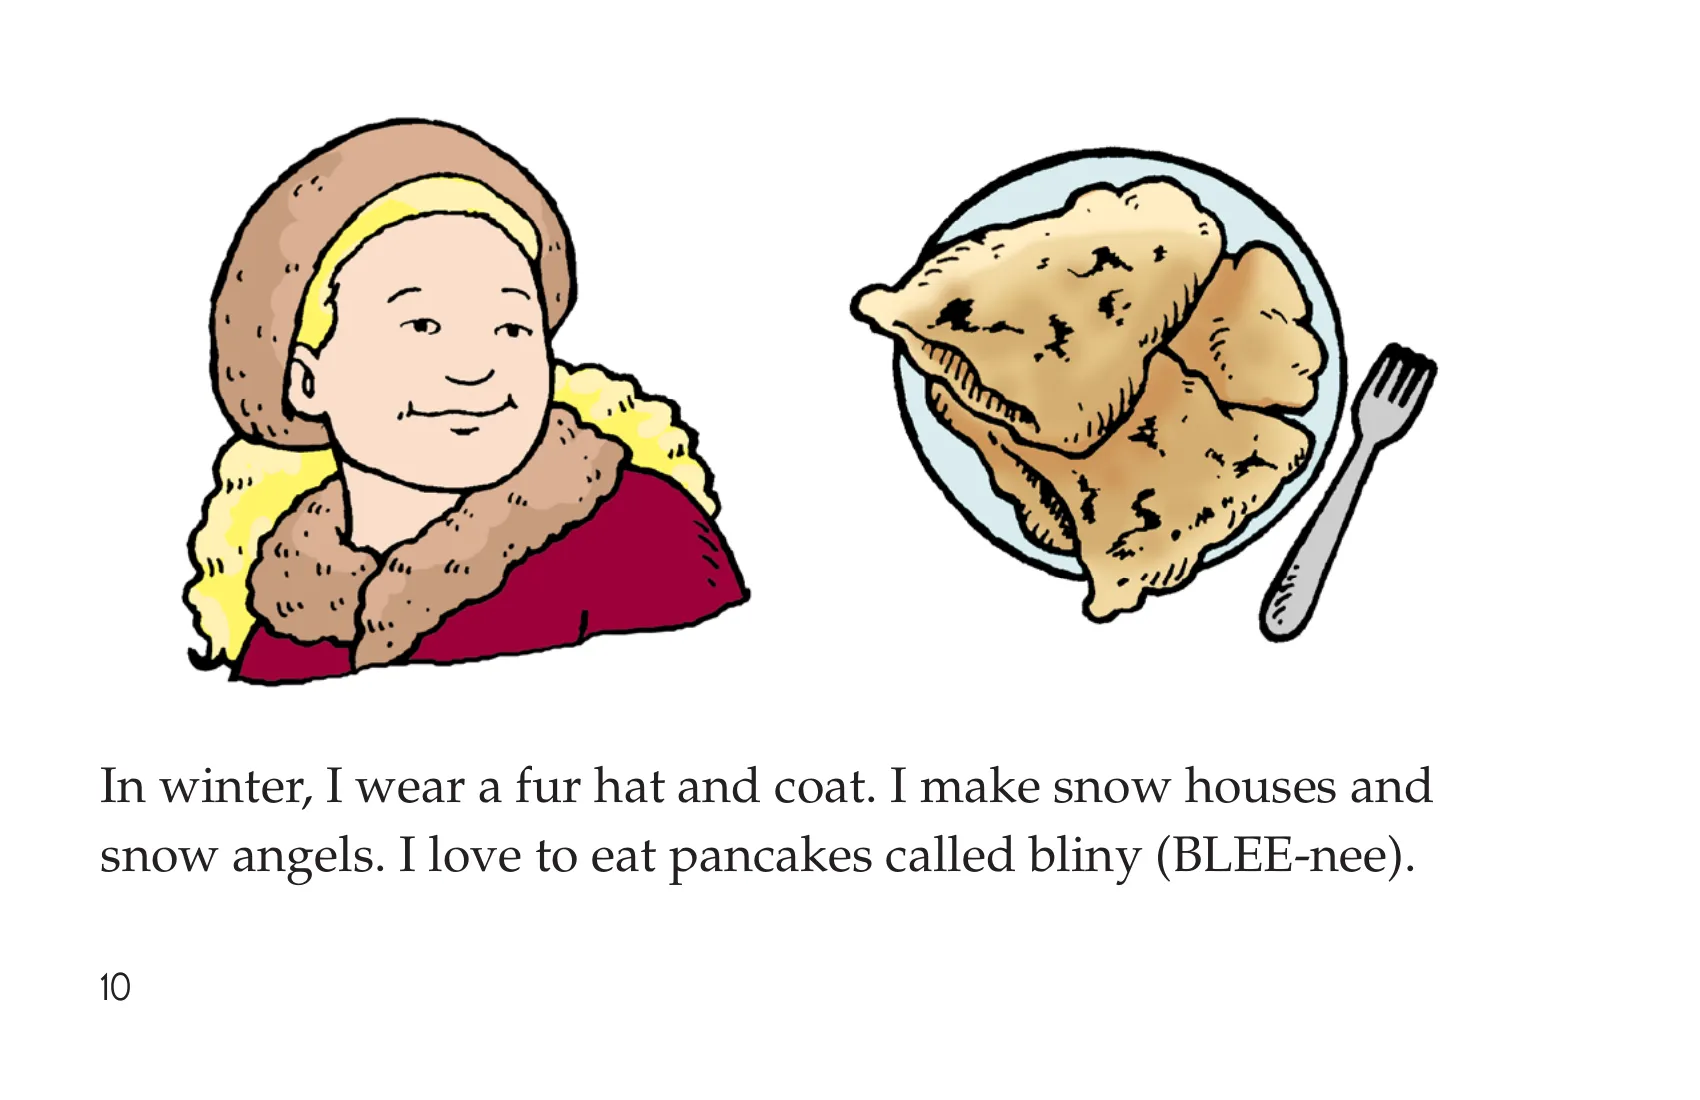 In winter, I wear a fur hat and coat. I make snow houses and
snow angels. I love to eat pancakes called bliny (BLEE-nee).
10